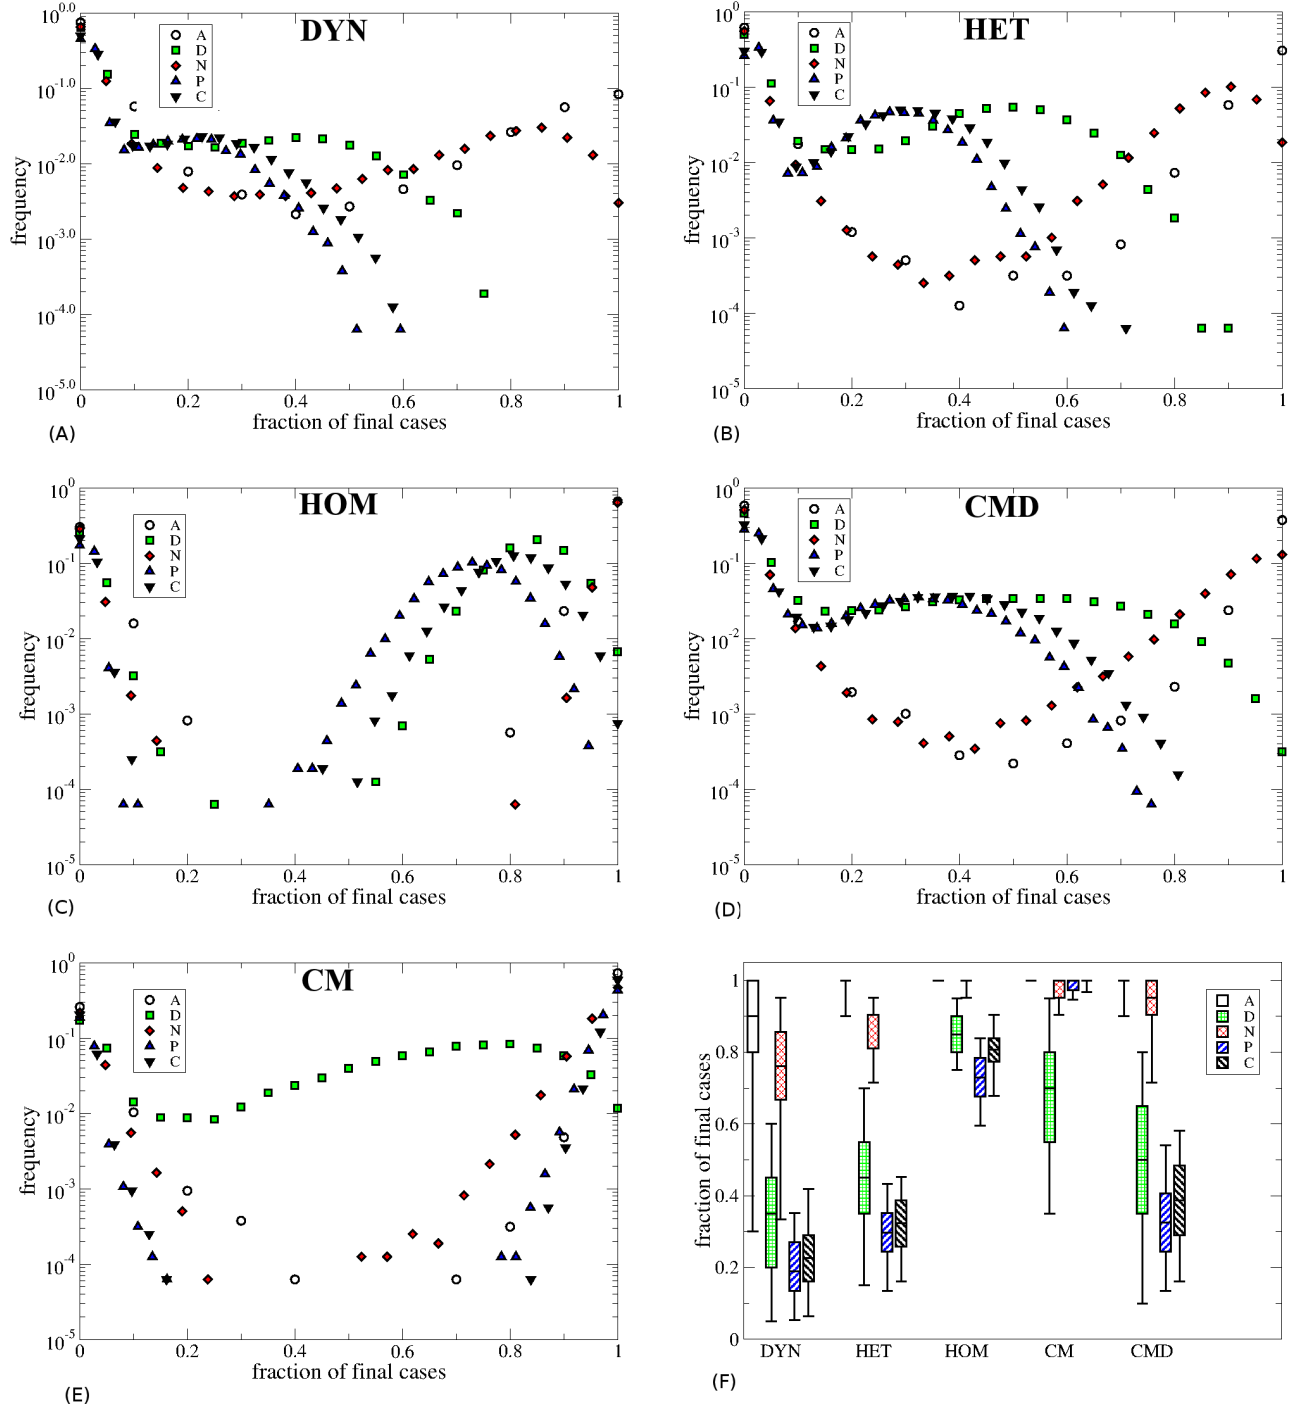 DYN
A
D
N
P
C
10^0.0
10^-1.0
10^-2.0
10^-3.0
10^-4.0
10^-5.0
frequency
0 0.2 0.4 0.6 0.8 1
fraction of final cases
(A)
HET
A
D
N
P
C
10^0
10^-1
10^-2
10^-3
10^-4
10^-5
frequency
0 0.2 0.4 0.6 0.8 1
fraction of final cases
(B)
HOM
A
D
N
P
C
10^0
10^-1
10^-2
10^-3
10^-4
10^-5
frequency
0 0.2 0.4 0.6 0.8 1
fraction of final cases
(C)
CMD
A
D
N
P
C
10^0
10^-1
10^-2
10^-3
10^-4
10^-5
frequency
0 0.2 0.4 0.6 0.8 1
fraction of final cases
(D)
CM
A
D
N
P
C
10^0
10^-1
10^-2
10^-3
10^-4
10^-5
frequency
0 0.2 0.4 0.6 0.8 1
fraction of final cases
(E)
A
D
N
P
C
1
0.8
0.6
0.4
0.2
0
fraction of final cases
DYN HET HOM CM CMD
(F)